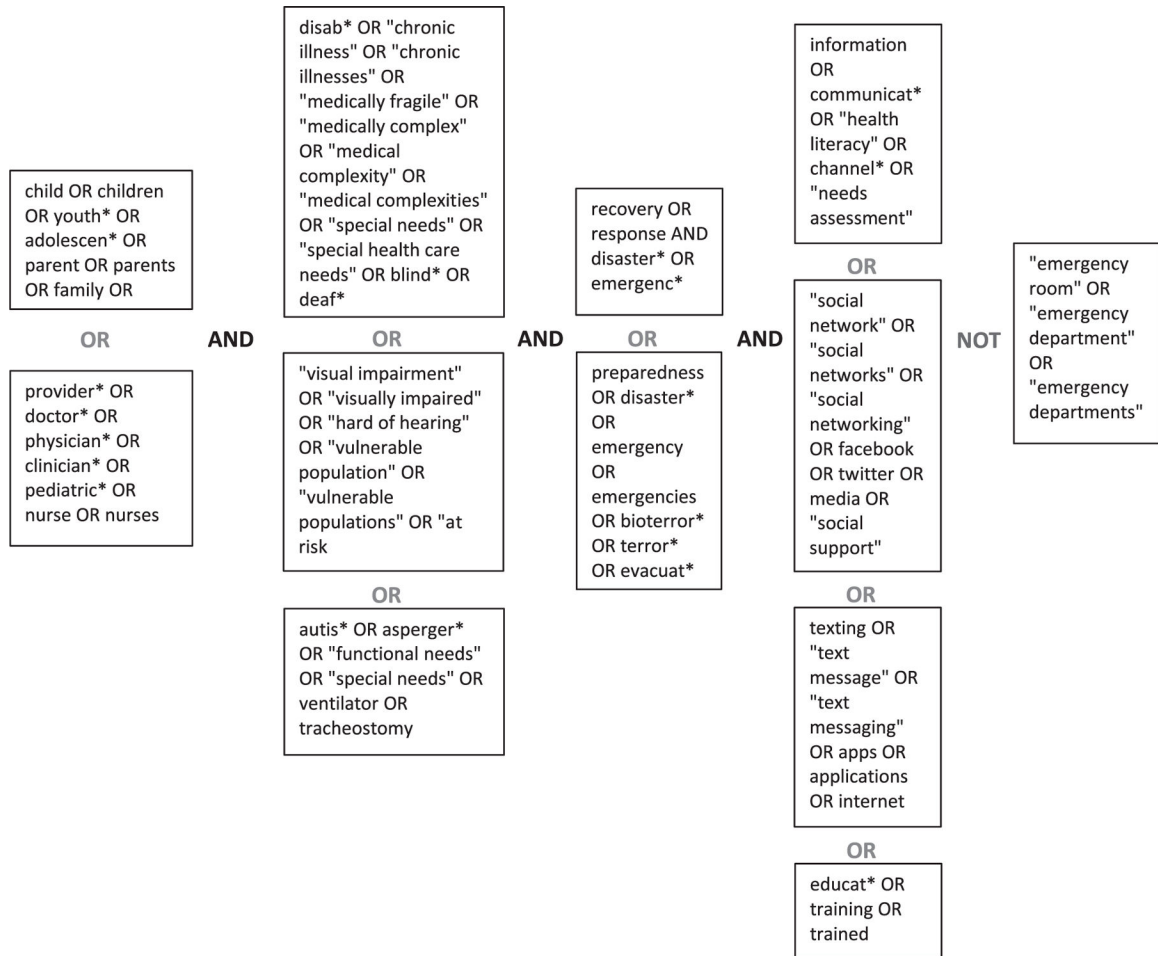 child OR children
OR youth* OR
adolescen* OR
parent OR parents
OR family OR
OR
provider* OR
doctor* OR
physician* OR
clinician* OR
pediatric* OR
nurse OR nurses
AND
disab* OR "chronic
illness" OR "chronic
illnesses" OR
"medically fragile" OR
"medically complex"
OR "medical
complexity" OR
"medical complexities"
OR "special needs" OR
"special health care
needs" OR blind* OR
deaf*
OR
"visual impairment"
OR "visually impaired"
OR "hard of hearing"
OR "vulnerable
population" OR
"vulnerable
populations" OR "at
risk
OR
autis* OR asperger*
OR "functional needs"
OR "special needs" OR
ventilator OR
tracheostomy
AND
recovery OR
response AND
disaster* OR
emergenc*
OR
preparedness
OR disaster*
OR
emergency
OR
emergencies
OR bioterror*
OR terror*
OR evacuat*
AND
information
OR
communicat*
OR "health
literacy" OR
channel* OR
"needs
assessment"
OR
"social
network" OR
"social
networks" OR
"social
networking"
OR facebook
OR twitter OR
media OR
"social
support"
OR
texting OR
"text
message" OR
"text
messaging"
OR apps OR
applications
OR internet
OR
educat* OR
training OR
trained
NOT
"emergency
room" OR
"emergency
department"
OR
"emergency
departments"